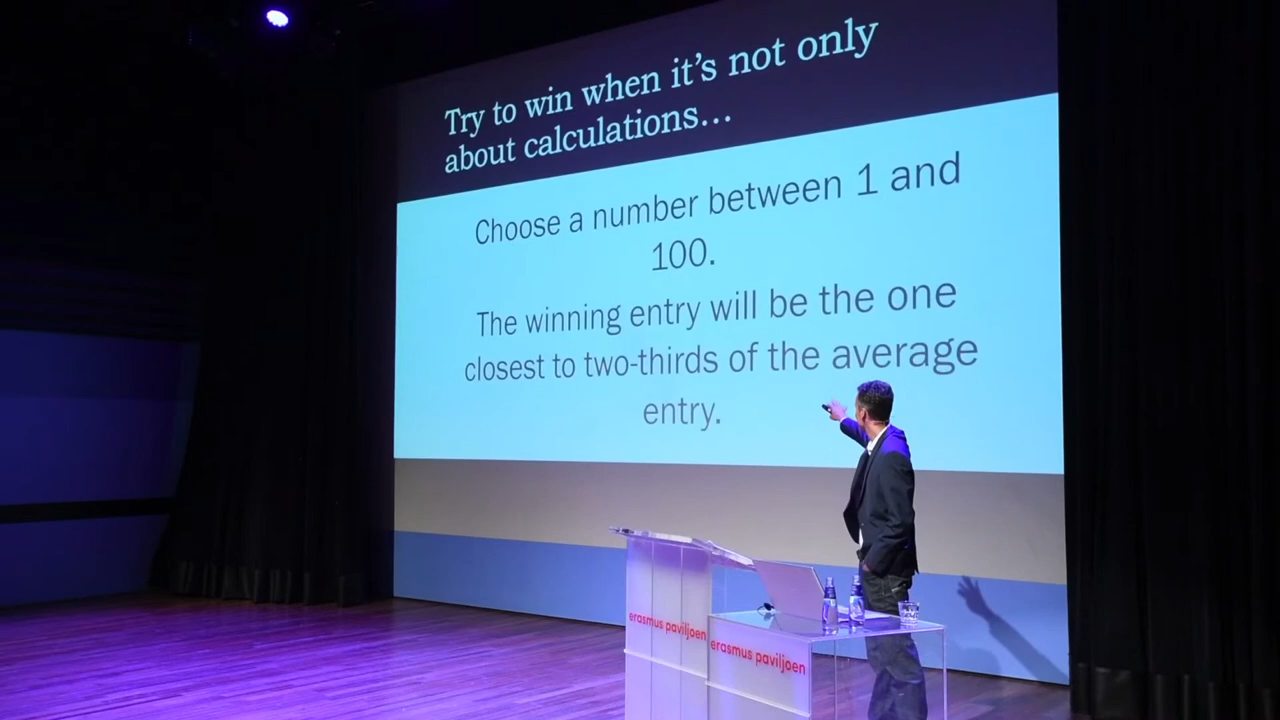 Try to win when it's not only
about calculations...
Choose a number between 1 and
100.
The winning entry will be the one
closest to two-thirds of the average
entry.
erasmus paviljoen
erasmus paviljoen